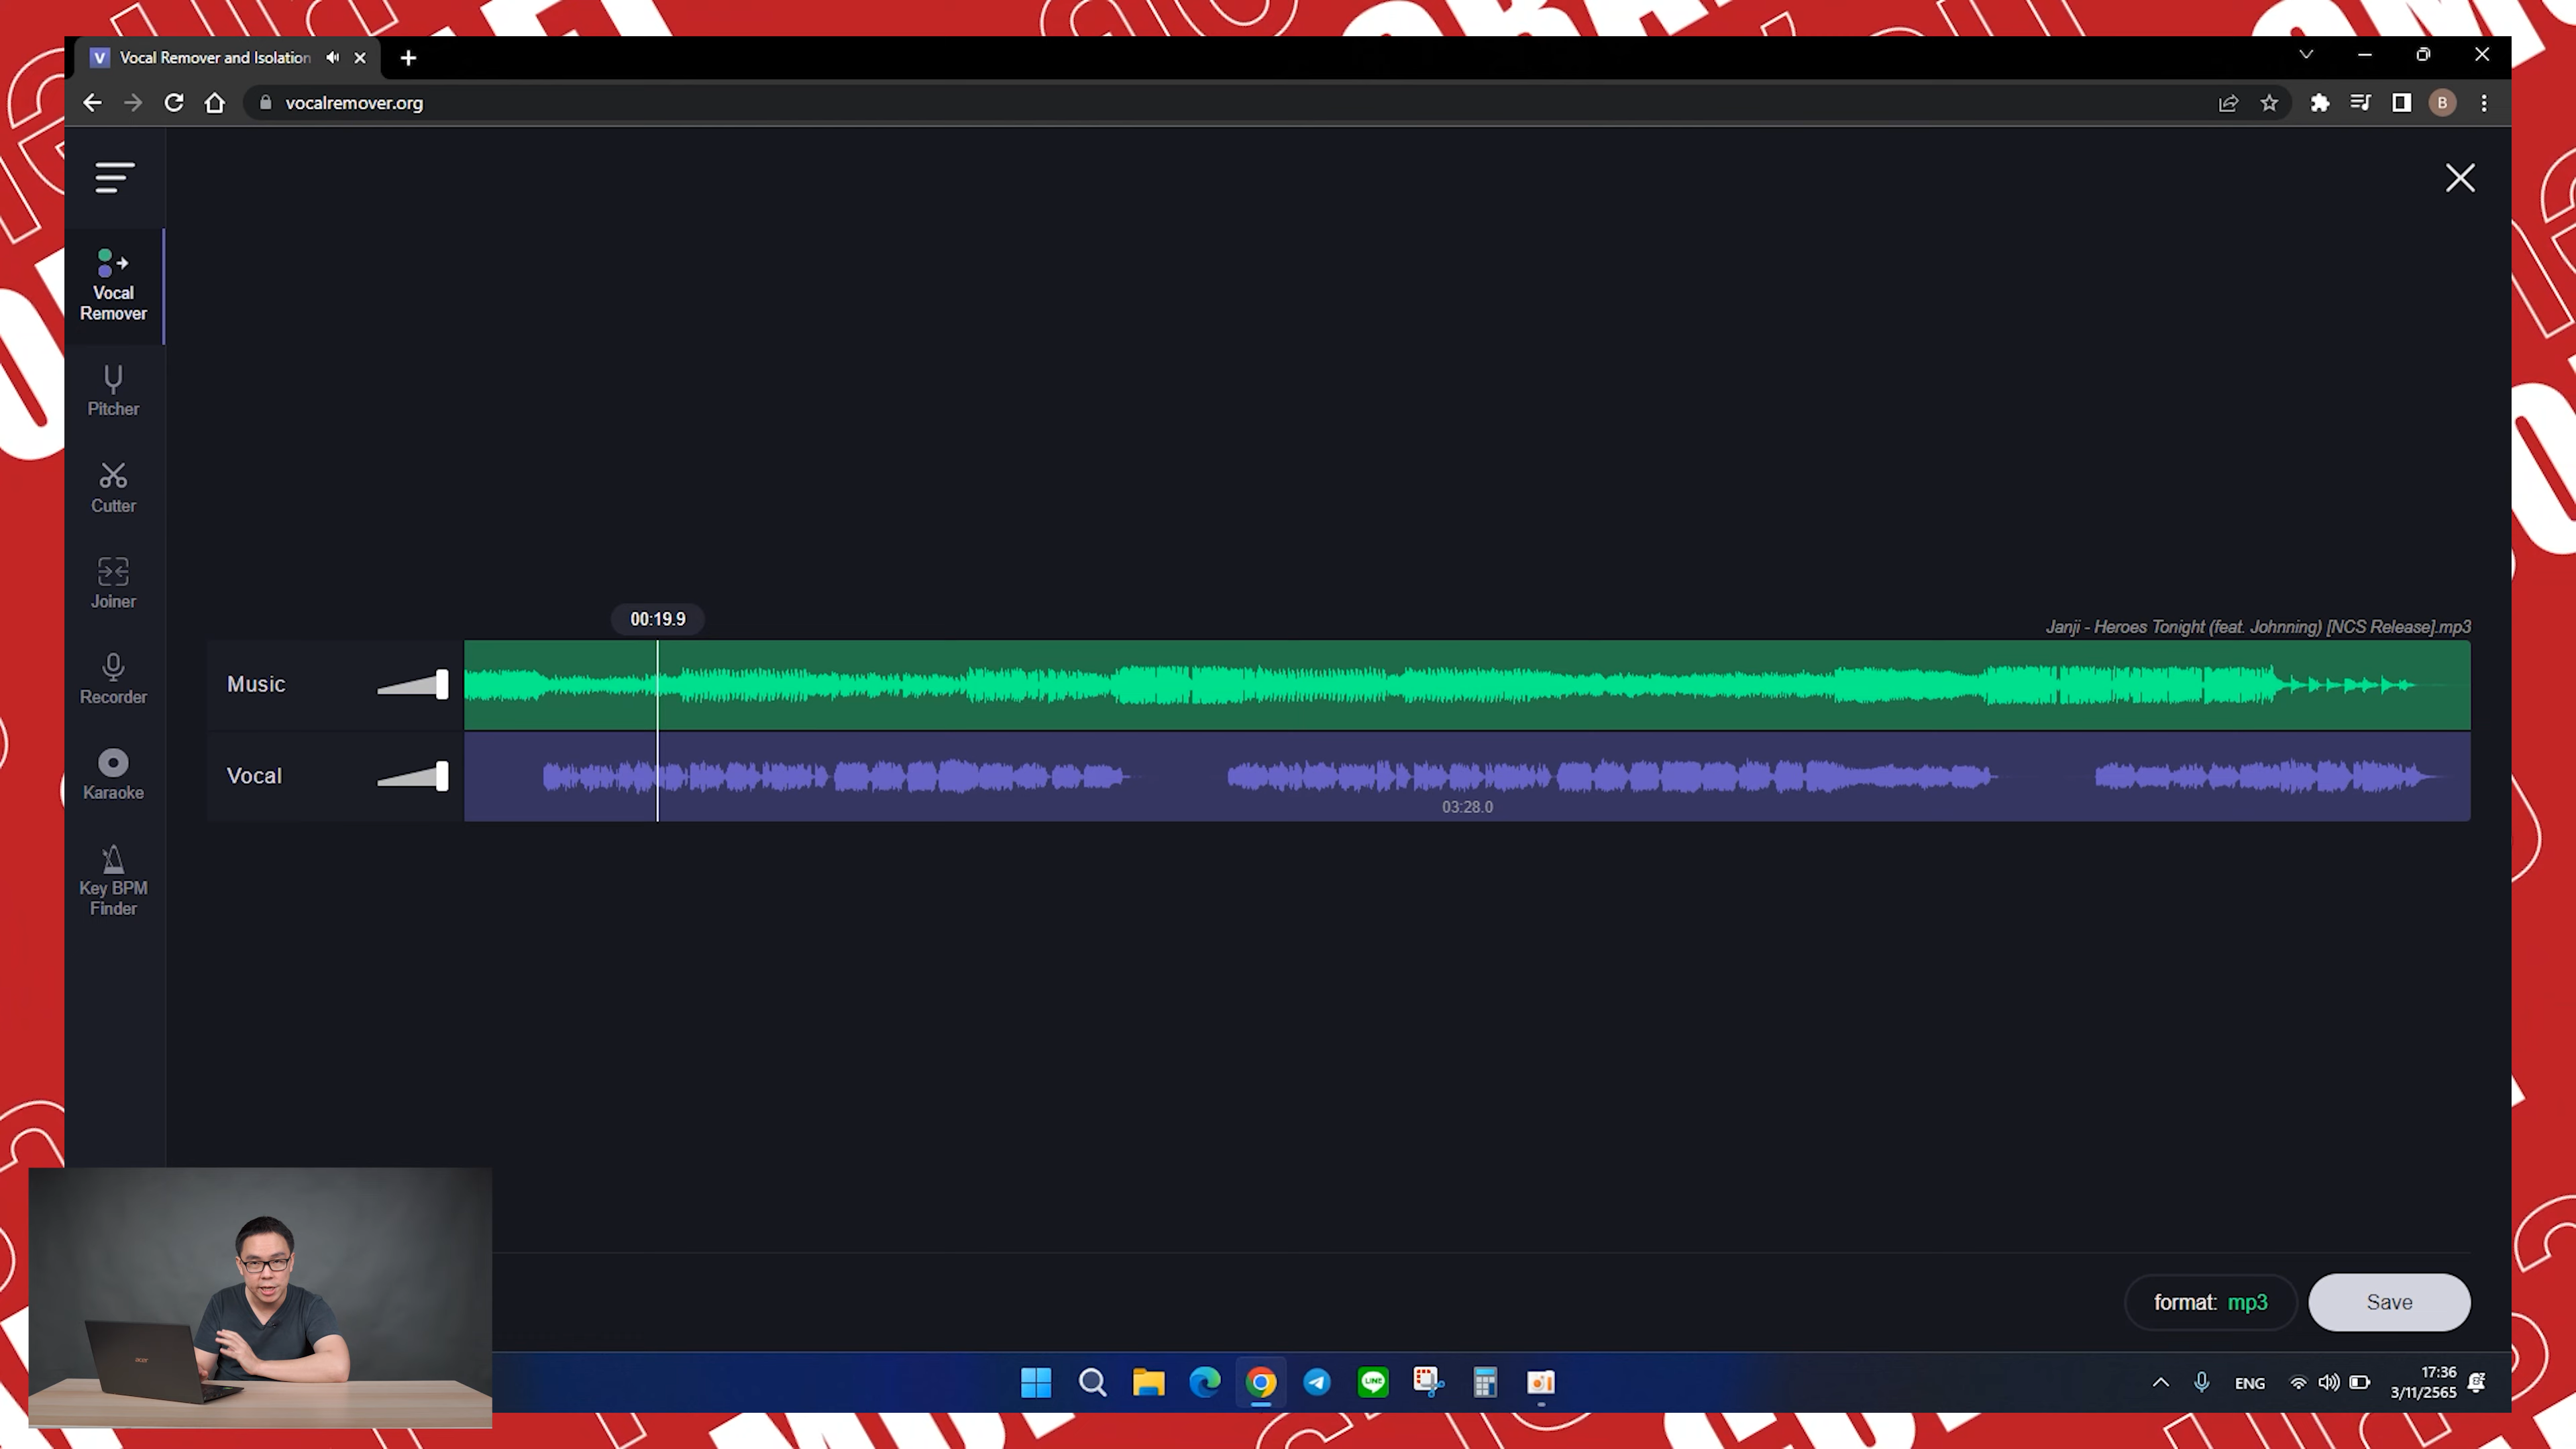 Vocal Remover and Isolation
vocalremover.org
Vocal
Remover
Pitcher
Cutter
Joiner
Recorder
Karaoke
Key BPM
Finder
00:19.9
Janji - Heroes Tonight (feat. Johnning) [NCS Release].mp3
Music
Vocal
03:28.0
format: mp3
Save
acer
LINE
ENG
17:36
3/11/2565